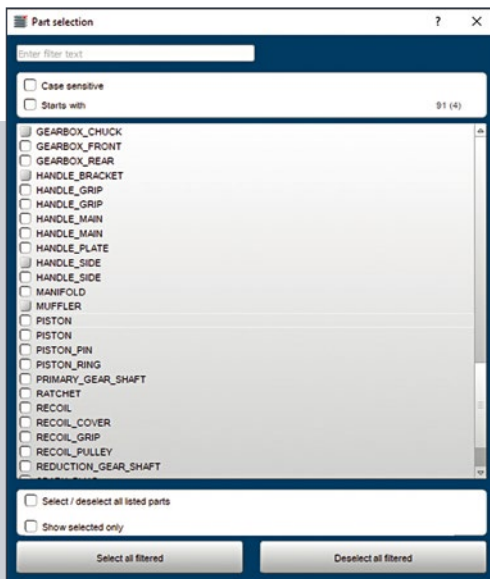 Part selection
?
Enter filter text
Case sensitive
Starts with
91 (4)
GEARBOX_CHUCK
GEARBOX_FRONT
GEARBOX_REAR
HANDLE_BRACKET
HANDLE_GRIP
HANDLE_GRIP
HANDLE_MAIN
HANDLE_MAIN
HANDLE_PLATE
HANDLE_SIDE
HANDLE_SIDE
MANIFOLD
MUFFLER
PISTON
PISTON
PISTON_PIN
PISTON_RING
PRIMARY_GEAR_SHAFT
RATCHET
RECOIL
RECOIL_COVER
RECOIL_GRIP
RECOIL_PULLEY
REDUCTION_GEAR_SHAFT
Select / deselect all listed parts
Show selected only
Select all filtered
Deselect all filtered